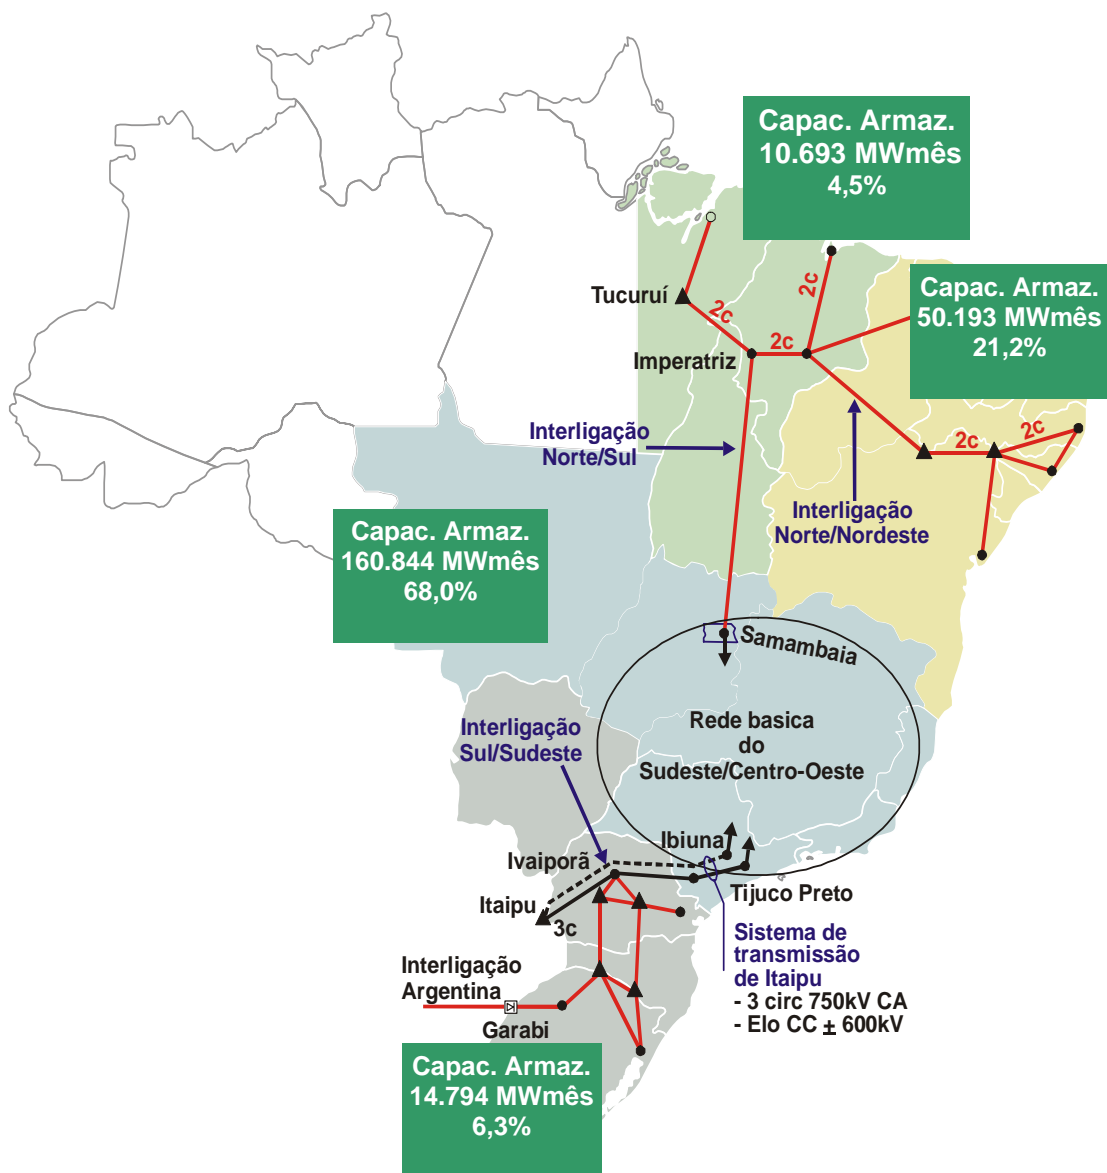 Capac. Armaz.
10.693 MWmês
4,5%
Capac. Armaz.
50.193 MWmês
21,2%
Tucuruí
2c
2c
2c
Imperatriz
Interligação
Norte/Sul
2c
2c
Interligação
Norte/Nordeste
Capac. Armaz.
160.844 MWmês
68,0%
Samambaia
Rede basica
do
Sudeste/Centro-Oeste
Interligação
Sul/Sudeste
Ibiuna
Ivaiporã
Tijuco Preto
Itaipu
3c
Sistema de
transmissão
de Itaipu
- 3 circ 750kV CA
- Elo CC ± 600kV
Interligação
Argentina
Garabi
Capac. Armaz.
14.794 MWmês
6,3%